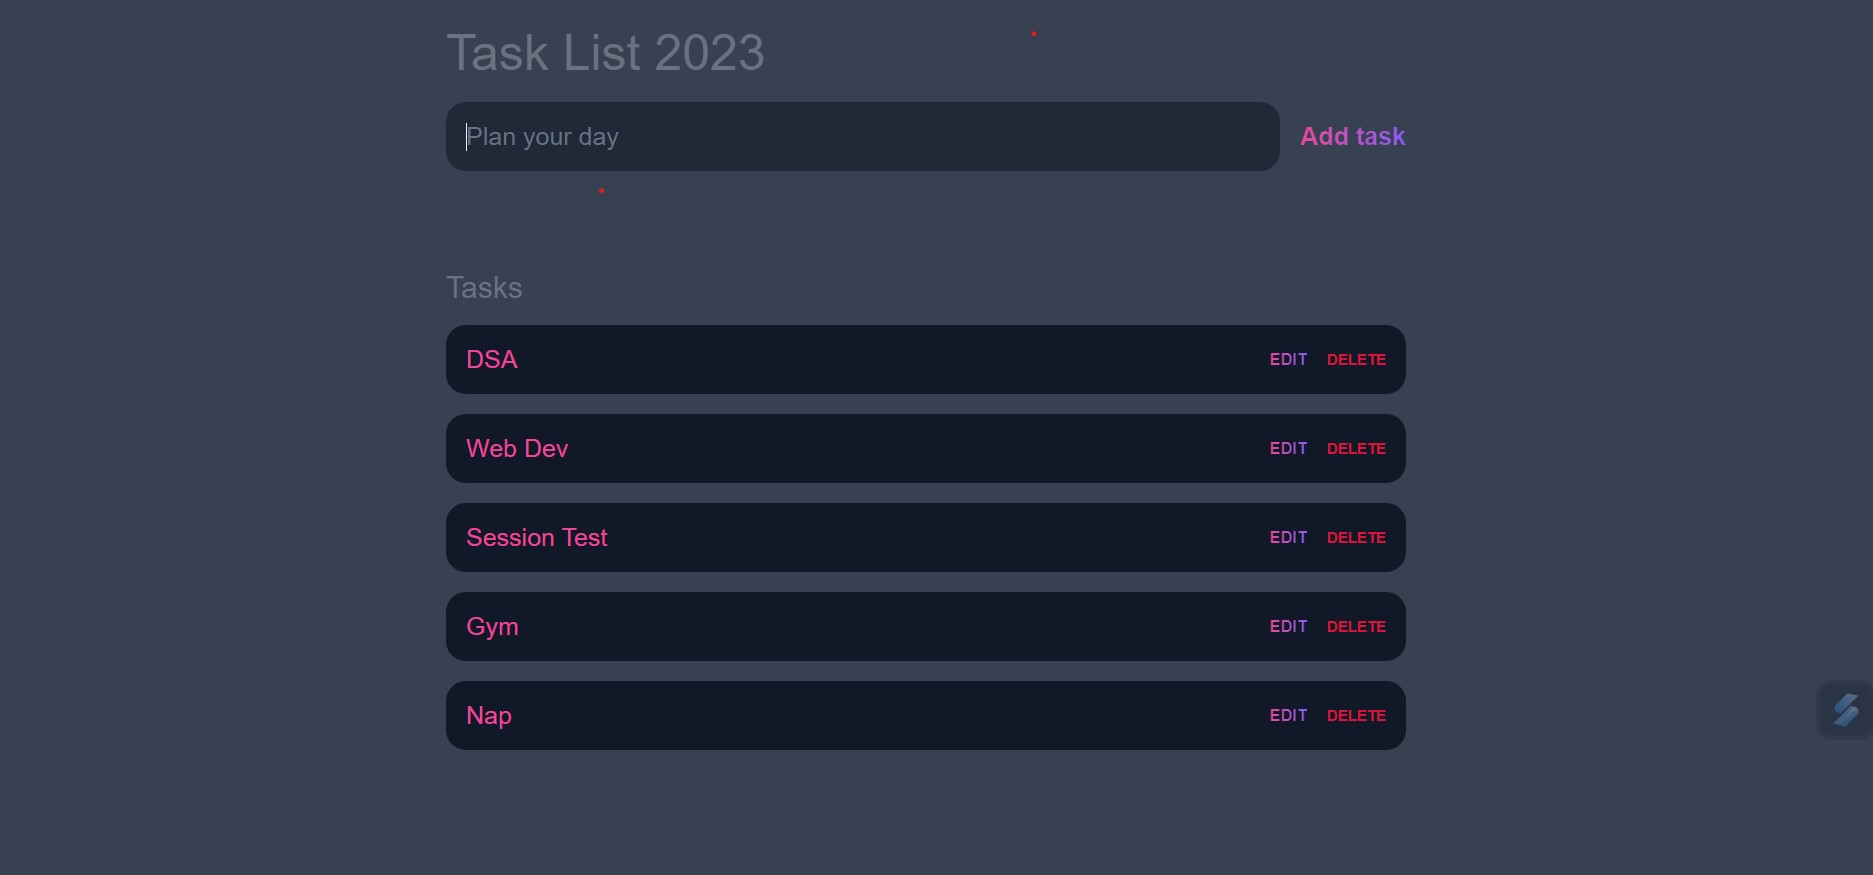 Task List 2023
Plan your day
Add task
Tasks
DSA EDIT DELETE
Web Dev EDIT DELETE
Session Test EDIT DELETE
Gym EDIT DELETE
Nap EDIT DELETE